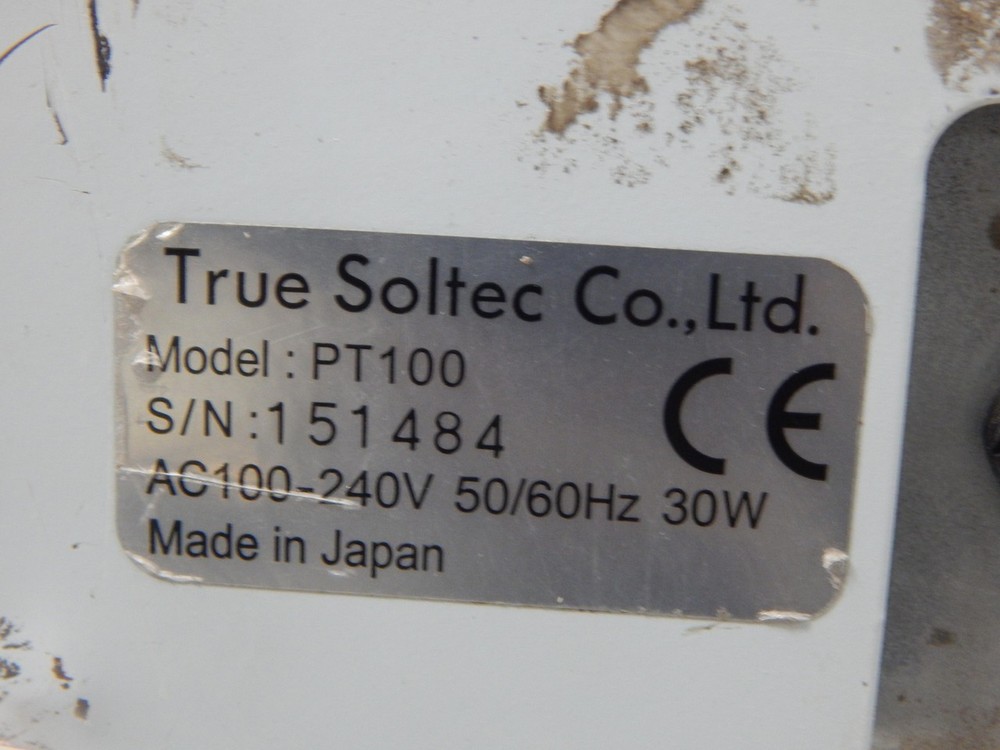 True Soltec Co.,Ltd.
Model : PT100
S/N :151484
CE
AC100-240V 50/60Hz 30W
Made in Japan